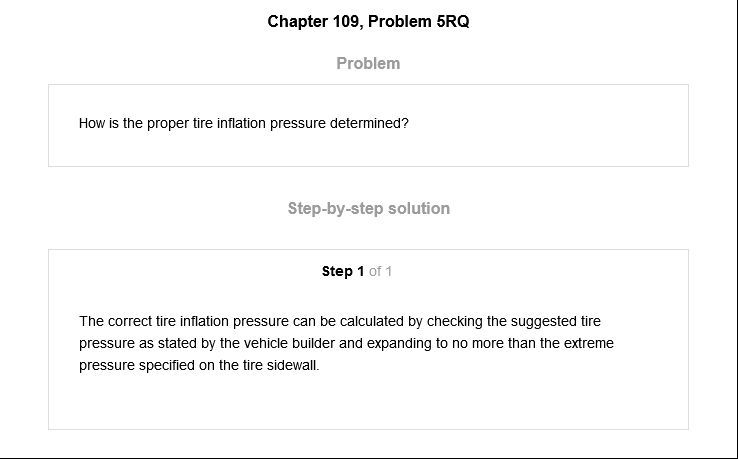 Chapter 109, Problem 5RQ
Problem
How is the proper tire inflation pressure determined?
Step-by-step solution
Step 1 of 1
The correct tire inflation pressure can be calculated by checking the suggested tire
pressure as stated by the vehicle builder and expanding to no more than the extreme
pressure specified on the tire sidewall.